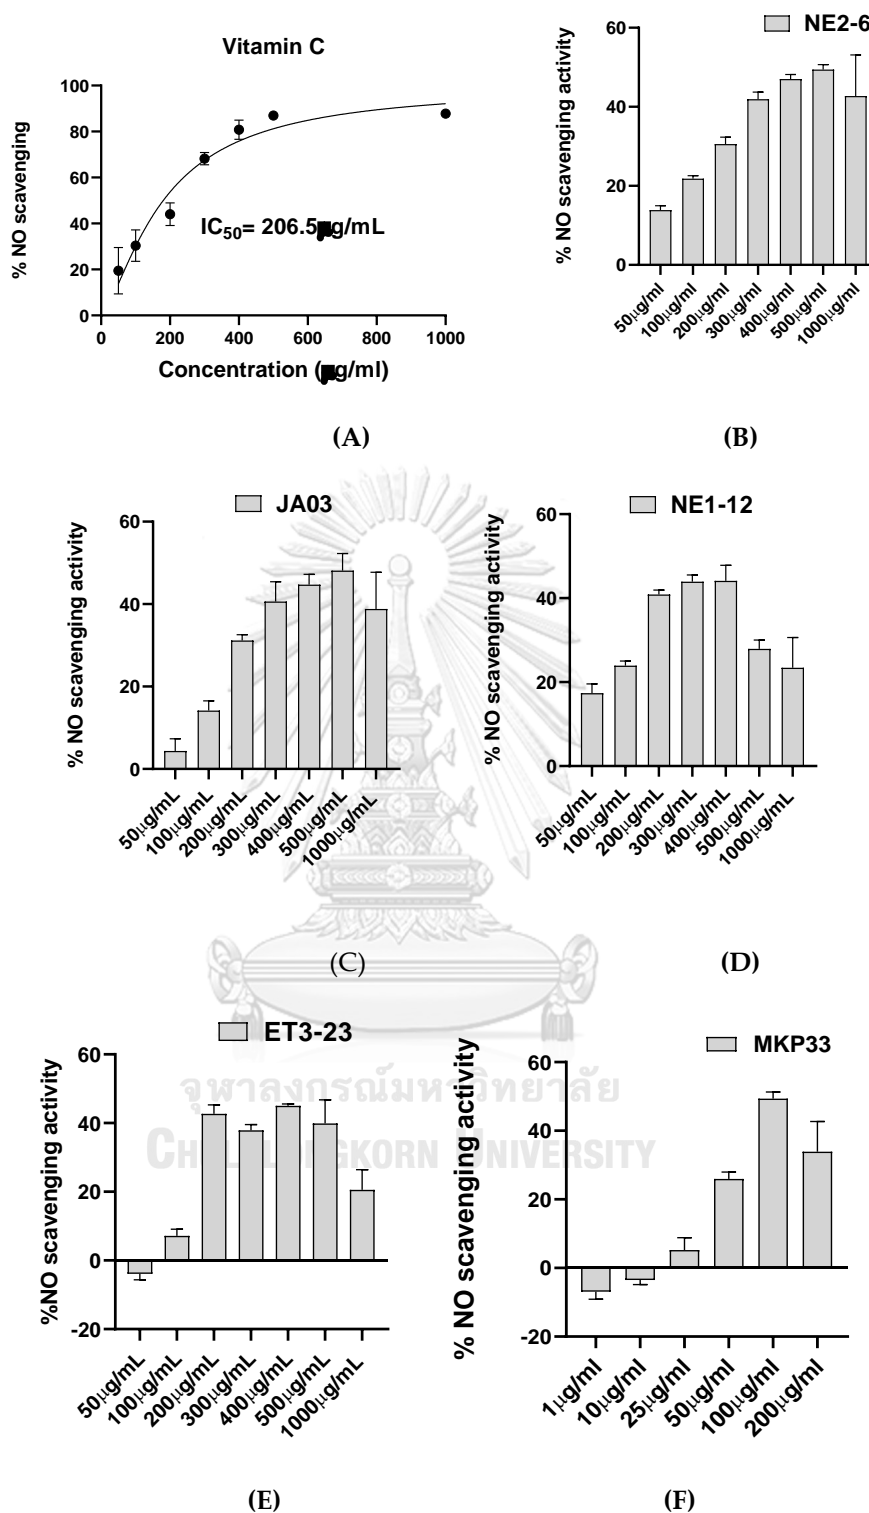 Vitamin C
% NO scavenging
100
80
60
40
20
0
IC50= 206.5µg/mL
0 200 400 600 800 1000
Concentration (µg/ml)
(A)
NE2-6
% NO scavenging activity
60
40
20
0
50µg/ml 100µg/ml 200µg/ml 300µg/ml 400µg/ml 500µg/ml 1000µg/ml
(B)
JA03
% NO scavenging activity
60
40
20
0
50µg/mL 100µg/mL 200µg/mL 300µg/mL 400µg/mL 500µg/mL 1000µg/mL
(C)
NE1-12
% NO scavenging activity
60
40
20
0
50µg/mL 100µg/mL 200µg/mL 300µg/mL 400µg/mL 500µg/mL 1000µg/mL
(D)
ET3-23
%NO scavenging activity
60
40
20
0
-20
50µg/mL 100µg/mL 200µg/mL 300µg/mL 400µg/mL 500µg/mL 1000µg/mL
(E)
MKP33
% NO scavenging activity
60
40
20
0
-20
1µg/ml 10µg/ml 25µg/ml 50µg/ml 100µg/ml 200µg/ml
(F)
จุฬาลงกรณ์มหาวิทยาลัย
CHULALONGKORN UNIVERSITY